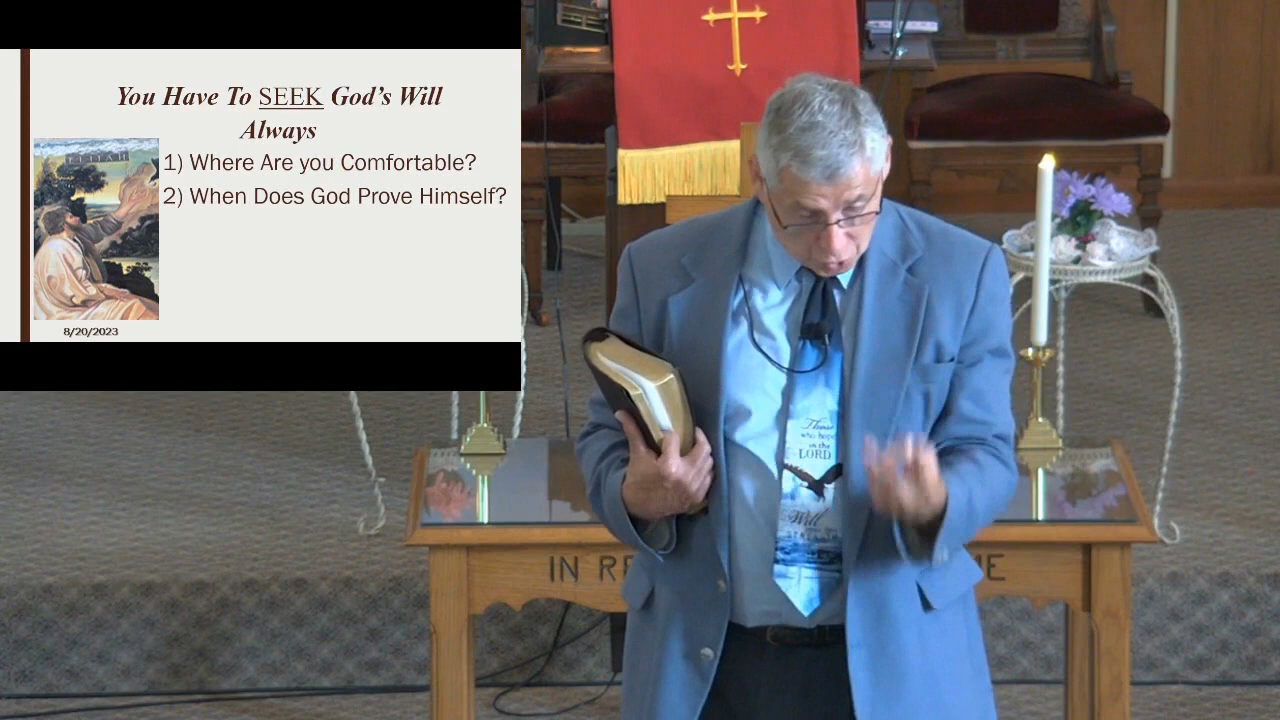 You Have To SEEK God's Will
Always
ELIJAH
1) Where Are you Comfortable?
2) When Does God Prove Himself?
8/20/2023
Those
who hope
in the
LORD
Will
IN RE
E